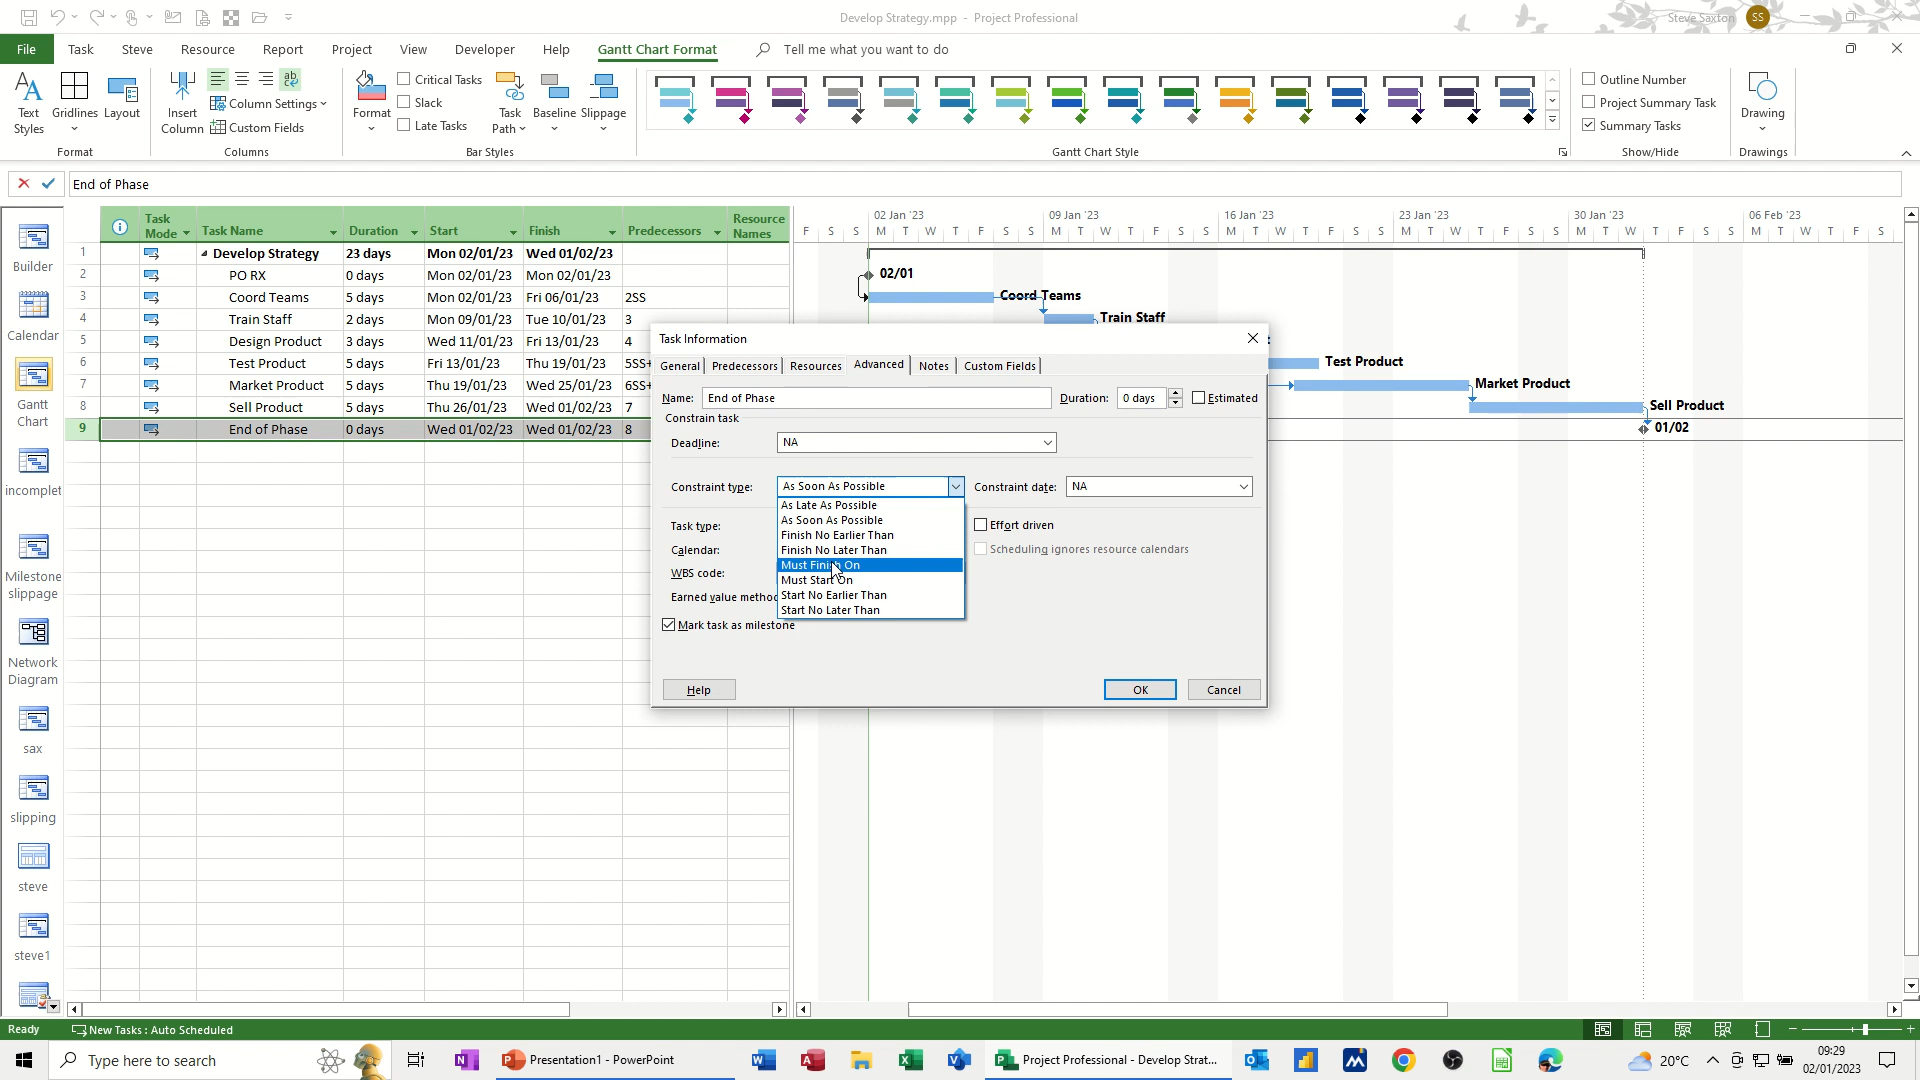 Develop Strategy.mpp - Project Professional
Steve Saxton SS
File Task Steve Resource Report Project View Developer Help Gantt Chart Format Tell me what you want to do
Text Styles
Gridlines
Layout
Format
Insert Column
Column Settings
Custom Fields
Columns
Format
Critical Tasks
Slack
Late Tasks
Task Path
Baseline
Slippage
Bar Styles
Gantt Chart Style
Outline Number
Project Summary Task
Summary Tasks
Show/Hide
Drawing
Drawings
End of Phase
Builder
Calendar
Gantt Chart
incomplet
Milestone slippage
Network Diagram
sax
slipping
steve
steve1
Task Mode Task Name Duration Start Finish Predecessors Resource Names
1 Develop Strategy 23 days Mon 02/01/23 Wed 01/02/23
2 PO RX 0 days Mon 02/01/23 Mon 02/01/23
3 Coord Teams 5 days Mon 02/01/23 Fri 06/01/23 2SS
4 Train Staff 2 days Mon 09/01/23 Tue 10/01/23 3
5 Design Product 3 days Wed 11/01/23 Fri 13/01/23 4
6 Test Product 5 days Fri 13/01/23 Thu 19/01/23 5SS+
7 Market Product 5 days Thu 19/01/23 Wed 25/01/23 6SS+
8 Sell Product 5 days Thu 26/01/23 Wed 01/02/23 7
9 End of Phase 0 days Wed 01/02/23 Wed 01/02/23 8
02 Jan '23 09 Jan '23 16 Jan '23 23 Jan '23 30 Jan '23 06 Feb '23
F S S M T W T F S S M T W T F S S M T W T F S S M T W T F S S M T W T F S S M T W T F S
02/01
Coord Teams
Train Staff
Test Product
Market Product
Sell Product
01/02
Task Information
General Predecessors Resources Advanced Notes Custom Fields
Name: End of Phase Duration: 0 days Estimated
Constrain task
Deadline: NA
Constraint type: As Soon As Possible Constraint date: NA
As Late As Possible
As Soon As Possible
Finish No Earlier Than
Finish No Later Than
Must Finish On
Must Start On
Start No Earlier Than
Start No Later Than
Task type: Effort driven
Calendar: Scheduling ignores resource calendars
WBS code:
Earned value method
Mark task as milestone
Help OK Cancel
Ready New Tasks : Auto Scheduled
Type here to search
Presentation1 - PowerPoint
Project Professional - Develop Strat...
20°C
09:29
02/01/2023